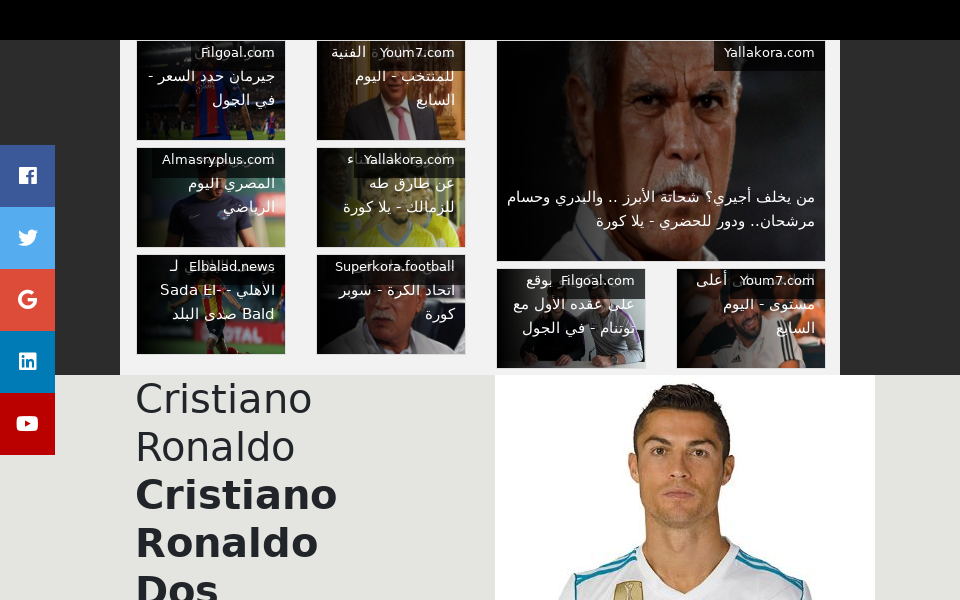 Filgoal.com
جيرمان حدد السعر -
في الجول
Youm7.com
الفنية
للمنتخب - اليوم
السابع
Yallakora.com
من يخلف أجيري؟ شحاتة الأبرز .. والبدري وحسام
مرشحان.. ودور للحضري - يلا كورة
Almasryplus.com
المصري اليوم
الرياضي
Yallakora.com
عن طارق طه
للزمالك - يلا كورة
Elbalad.news
لـ
الأهلي - Sada El-
Bald صدى البلد
Superkora.football
اتحاد الكرة - سوبر
كورة
Filgoal.com
يوقع
على عقده الأول مع
توتنام - في الجول
Youm7.com
أعلى
مستوى - اليوم
السابع
Cristiano
Ronaldo
Cristiano
Ronaldo
Dos